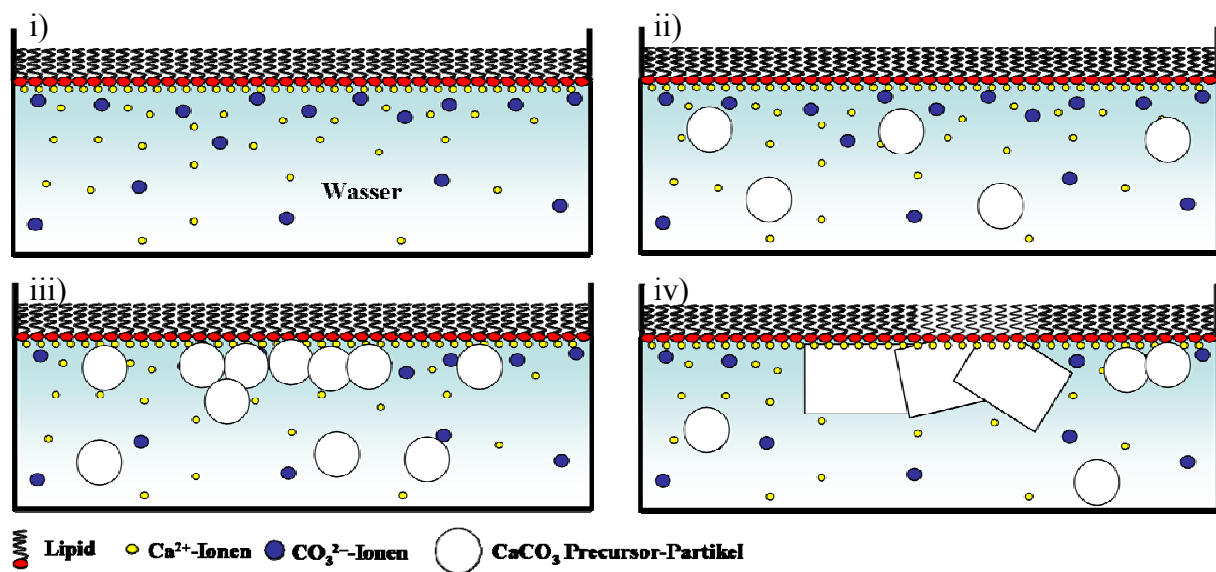 i)
ii)
Wasser
iii)
iv)
Lipid
Ca²⁺-Ionen
CO₃²⁻-Ionen
CaCO₃ Precursor-Partikel